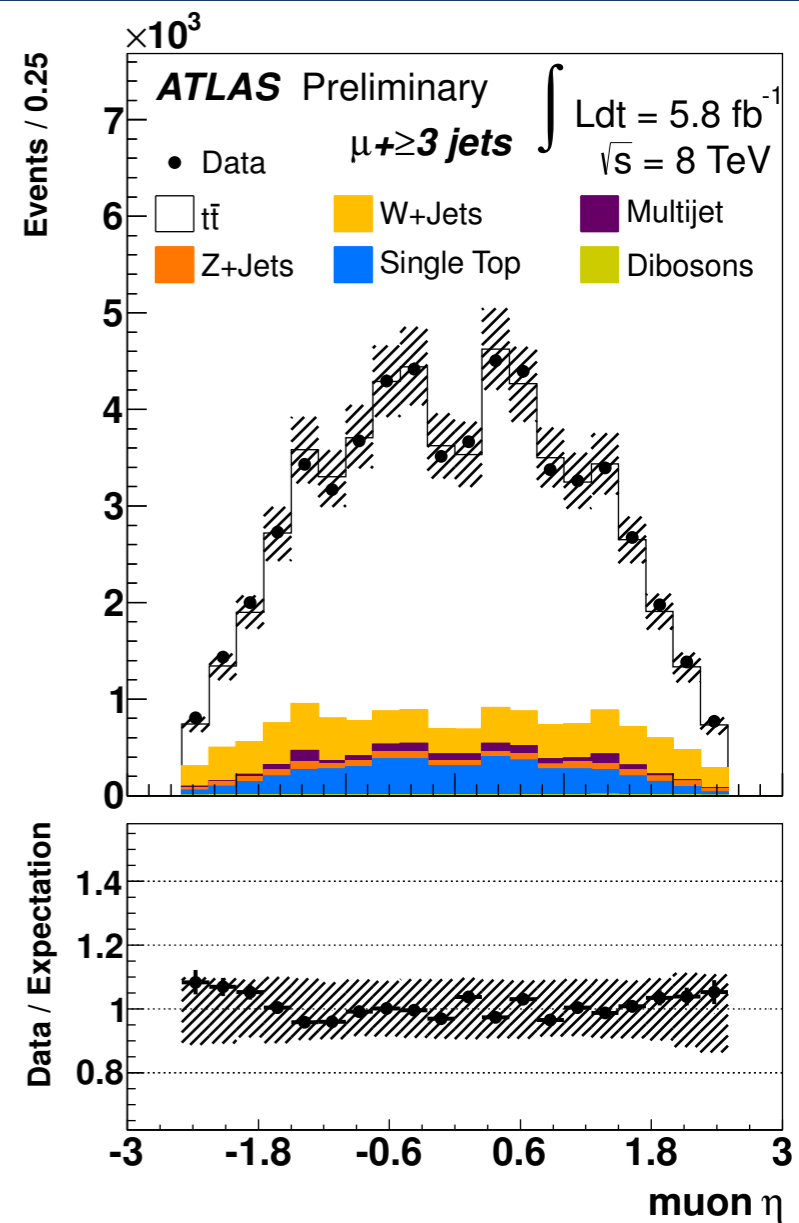 ×10³
Events / 0.25
ATLAS Preliminary
∫ Ldt = 5.8 fb⁻¹
μ+≥3 jets
√s = 8 TeV
Data
tt̄
W+Jets
Multijet
Z+Jets
Single Top
Dibosons
7
6
5
4
3
2
1
0
Data / Expectation
1.4
1.2
1
0.8
-3 -1.8 -0.6 0.6 1.8 3
muon η